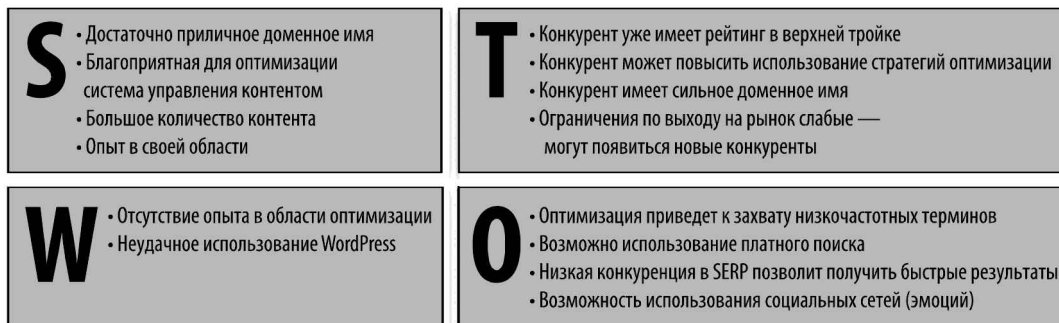 S
• Достаточно приличное доменное имя
• Благоприятная для оптимизации
система управления контентом
• Большое количество контента
• Опыт в своей области
T
• Конкурент уже имеет рейтинг в верхней тройке
• Конкурент может повысить использование стратегий оптимизации
• Конкурент имеет сильное доменное имя
• Ограничения по выходу на рынок слабые —
могут появиться новые конкуренты
W
• Отсутствие опыта в области оптимизации
• Неудачное использование WordPress
O
• Оптимизация приведет к захвату низкочастотных терминов
• Возможно использование платного поиска
• Низкая конкуренция в SERP позволит получить быстрые результаты
• Возможность использования социальных сетей (эмоций)